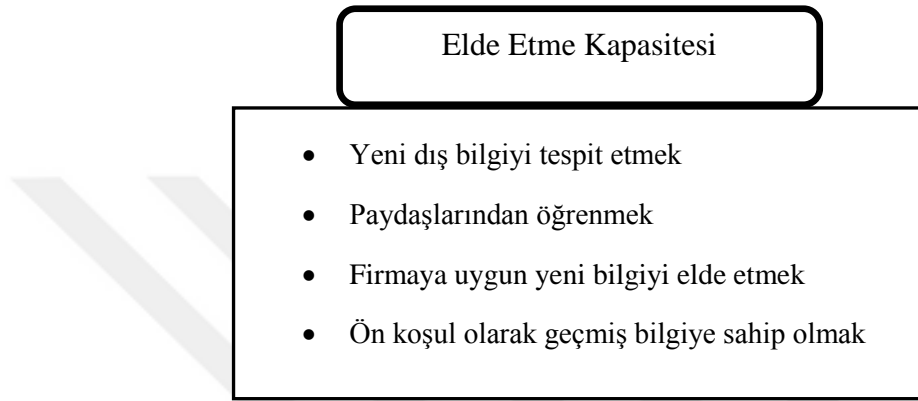 Elde Etme Kapasitesi
• Yeni dış bilgiyi tespit etmek
• Paydaşlarından öğrenmek
• Firmaya uygun yeni bilgiyi elde etmek
• Ön koşul olarak geçmiş bilgiye sahip olmak